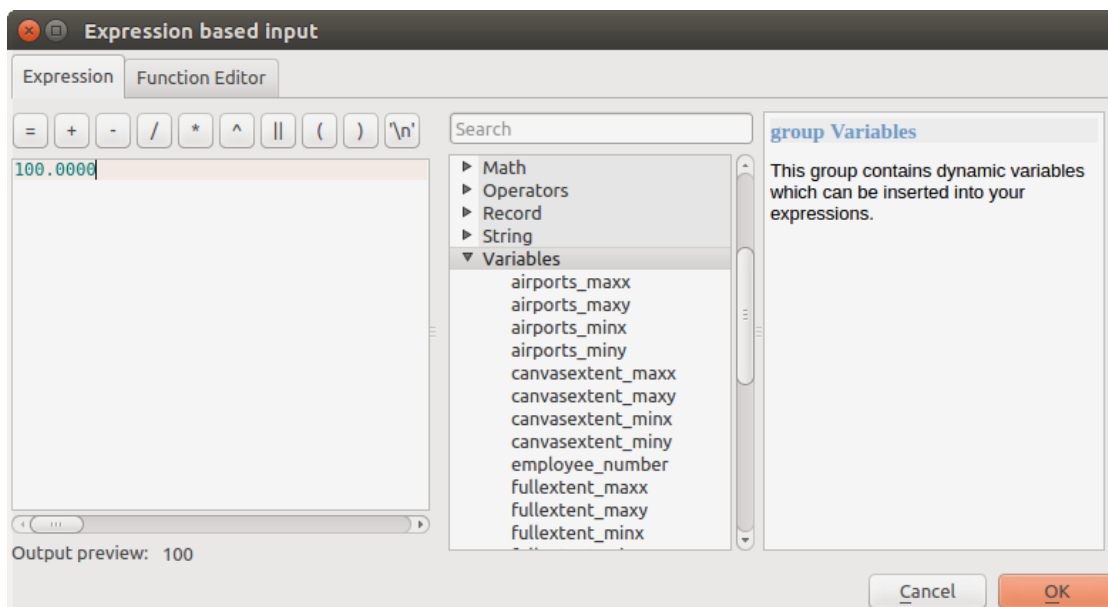 Expression based input
Expression
Function Editor
= + - / * ^ || ( ) '\n'
100.0000
Output preview: 100
Search
Math
Operators
Record
String
Variables
airports_maxx
airports_maxy
airports_minx
airports_miny
canvasextent_maxx
canvasextent_maxy
canvasextent_minx
canvasextent_miny
employee_number
fullextent_maxx
fullextent_maxy
fullextent_minx
group Variables
This group contains dynamic variables
which can be inserted into your
expressions.
Cancel
OK